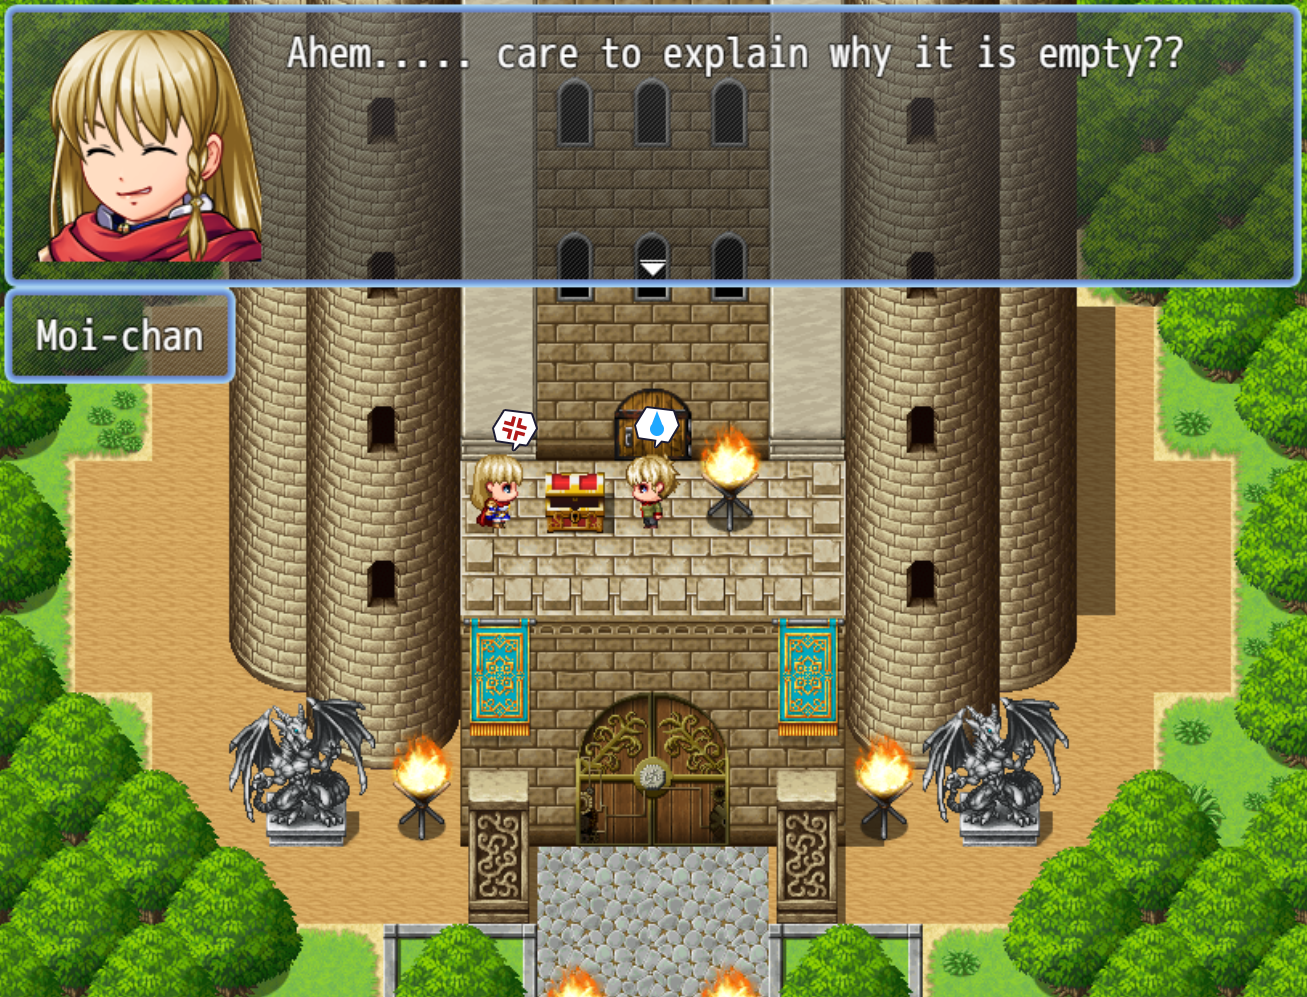 Ahem..... care to explain why it is empty??
Moi-chan